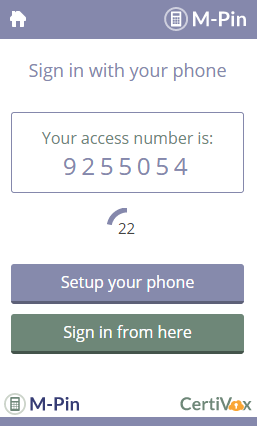 M-Pin
Sign in with your phone
Your access number is:
9255054
22
Setup your phone
Sign in from here
M-Pin
CertiVox